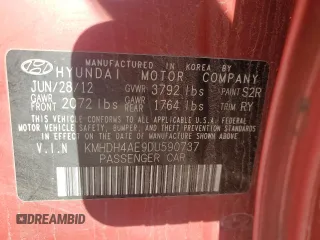 MADE IN KOREA
HYUNDAI MOTOR COMPANY
JUN/28/12 GVWR 3792 lbs PAINT S2R
GAWR FRONT 2072 lbs GAWR REAR 1764 lbs TRIM RY
THIS VEHICLE CONFORMS TO ALL APPLICABLE
U.S.A. FEDERAL MOTOR VEHICLE SAFETY, BUMPER,
AND THEFT PREVENTION STANDARDS IN EFFECT
ON THE DATE OF MANUFACTURE SHOWN ABOVE.
V.I.N KMHDH4AE9DU590737
PASSENGER CAR
DREAMBID
DREAMBID